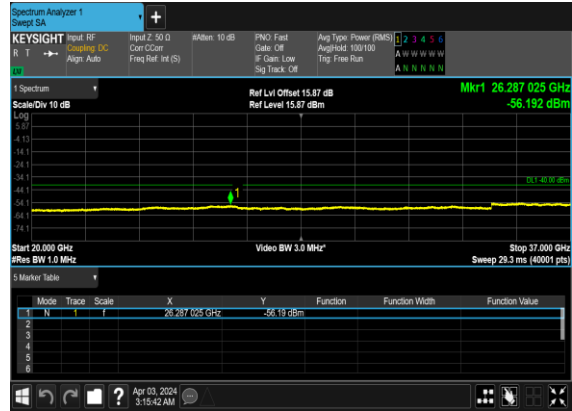 Spectrum Analyzer 1
Swept SA
KEYSIGHT Input: RF Input Z: 50 Ω #Atten: 10 dB PNO: Fast Avg Type: Power (RMS) 1 2 3 4 5 6
R T Coupling: DC Corr CCorr Gate: Off Avg|Hold: 100/100 A W W W W W
Align: Auto Freq Ref: Int (S) IF Gain: Low Trig: Free Run
Sig Track: Off A N N N N N
1 Spectrum Ref Lvl Offset 15.87 dB Mkr1 26.287 025 GHz
Scale/Div 10 dB Ref Level 15.87 dBm -56.192 dBm
Log
5.87
-4.13
-14.1
-24.1
-34.1 DL1 -40.00 dBm
-44.1
1
-54.1
-64.1
-74.1
Start 20.000 GHz Video BW 3.0 MHz* Stop 37.000 GHz
#Res BW 1.0 MHz Sweep 29.3 ms (40001 pts)
5 Marker Table
Mode Trace Scale X Y Function Function Width Function Value
1 N 1 f 26.287 025 GHz -56.19 dBm
2
3
4
5
6
? Apr 03, 2024
3:15:42 AM